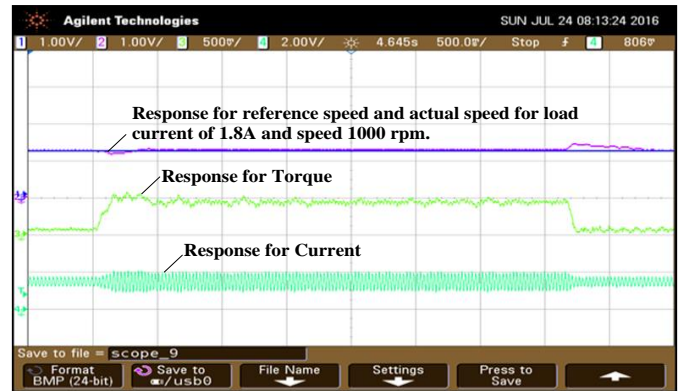 Agilent Technologies SUN JUL 24 08:13:24 2016
1 1.00V/ 2 1.00V/ 3 500mV/ 4 2.00V/ 4.645s 500.0ms/ Stop 4 806mV
Response for reference speed and actual speed for load
current of 1.8A and speed 1000 rpm.
Response for Torque
Response for Current
Save to file = scope_9
Format Save to File Name Settings Press to
BMP (24-bit) /usb0 Save